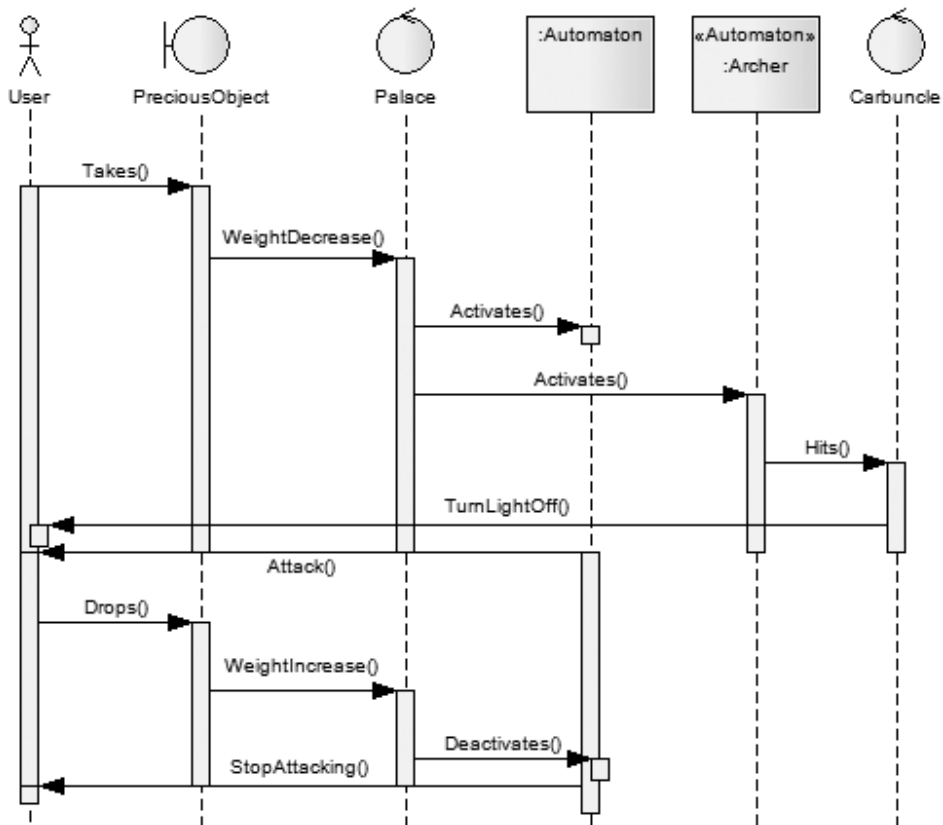 :Automaton
«Automaton»
:Archer
User
PreciousObject
Palace
Carbuncle
Takes()
WeightDecrease()
Activates()
Activates()
Hits()
TurnLightOff()
Attack()
Drops()
WeightIncrease()
Deactivates()
StopAttacking()